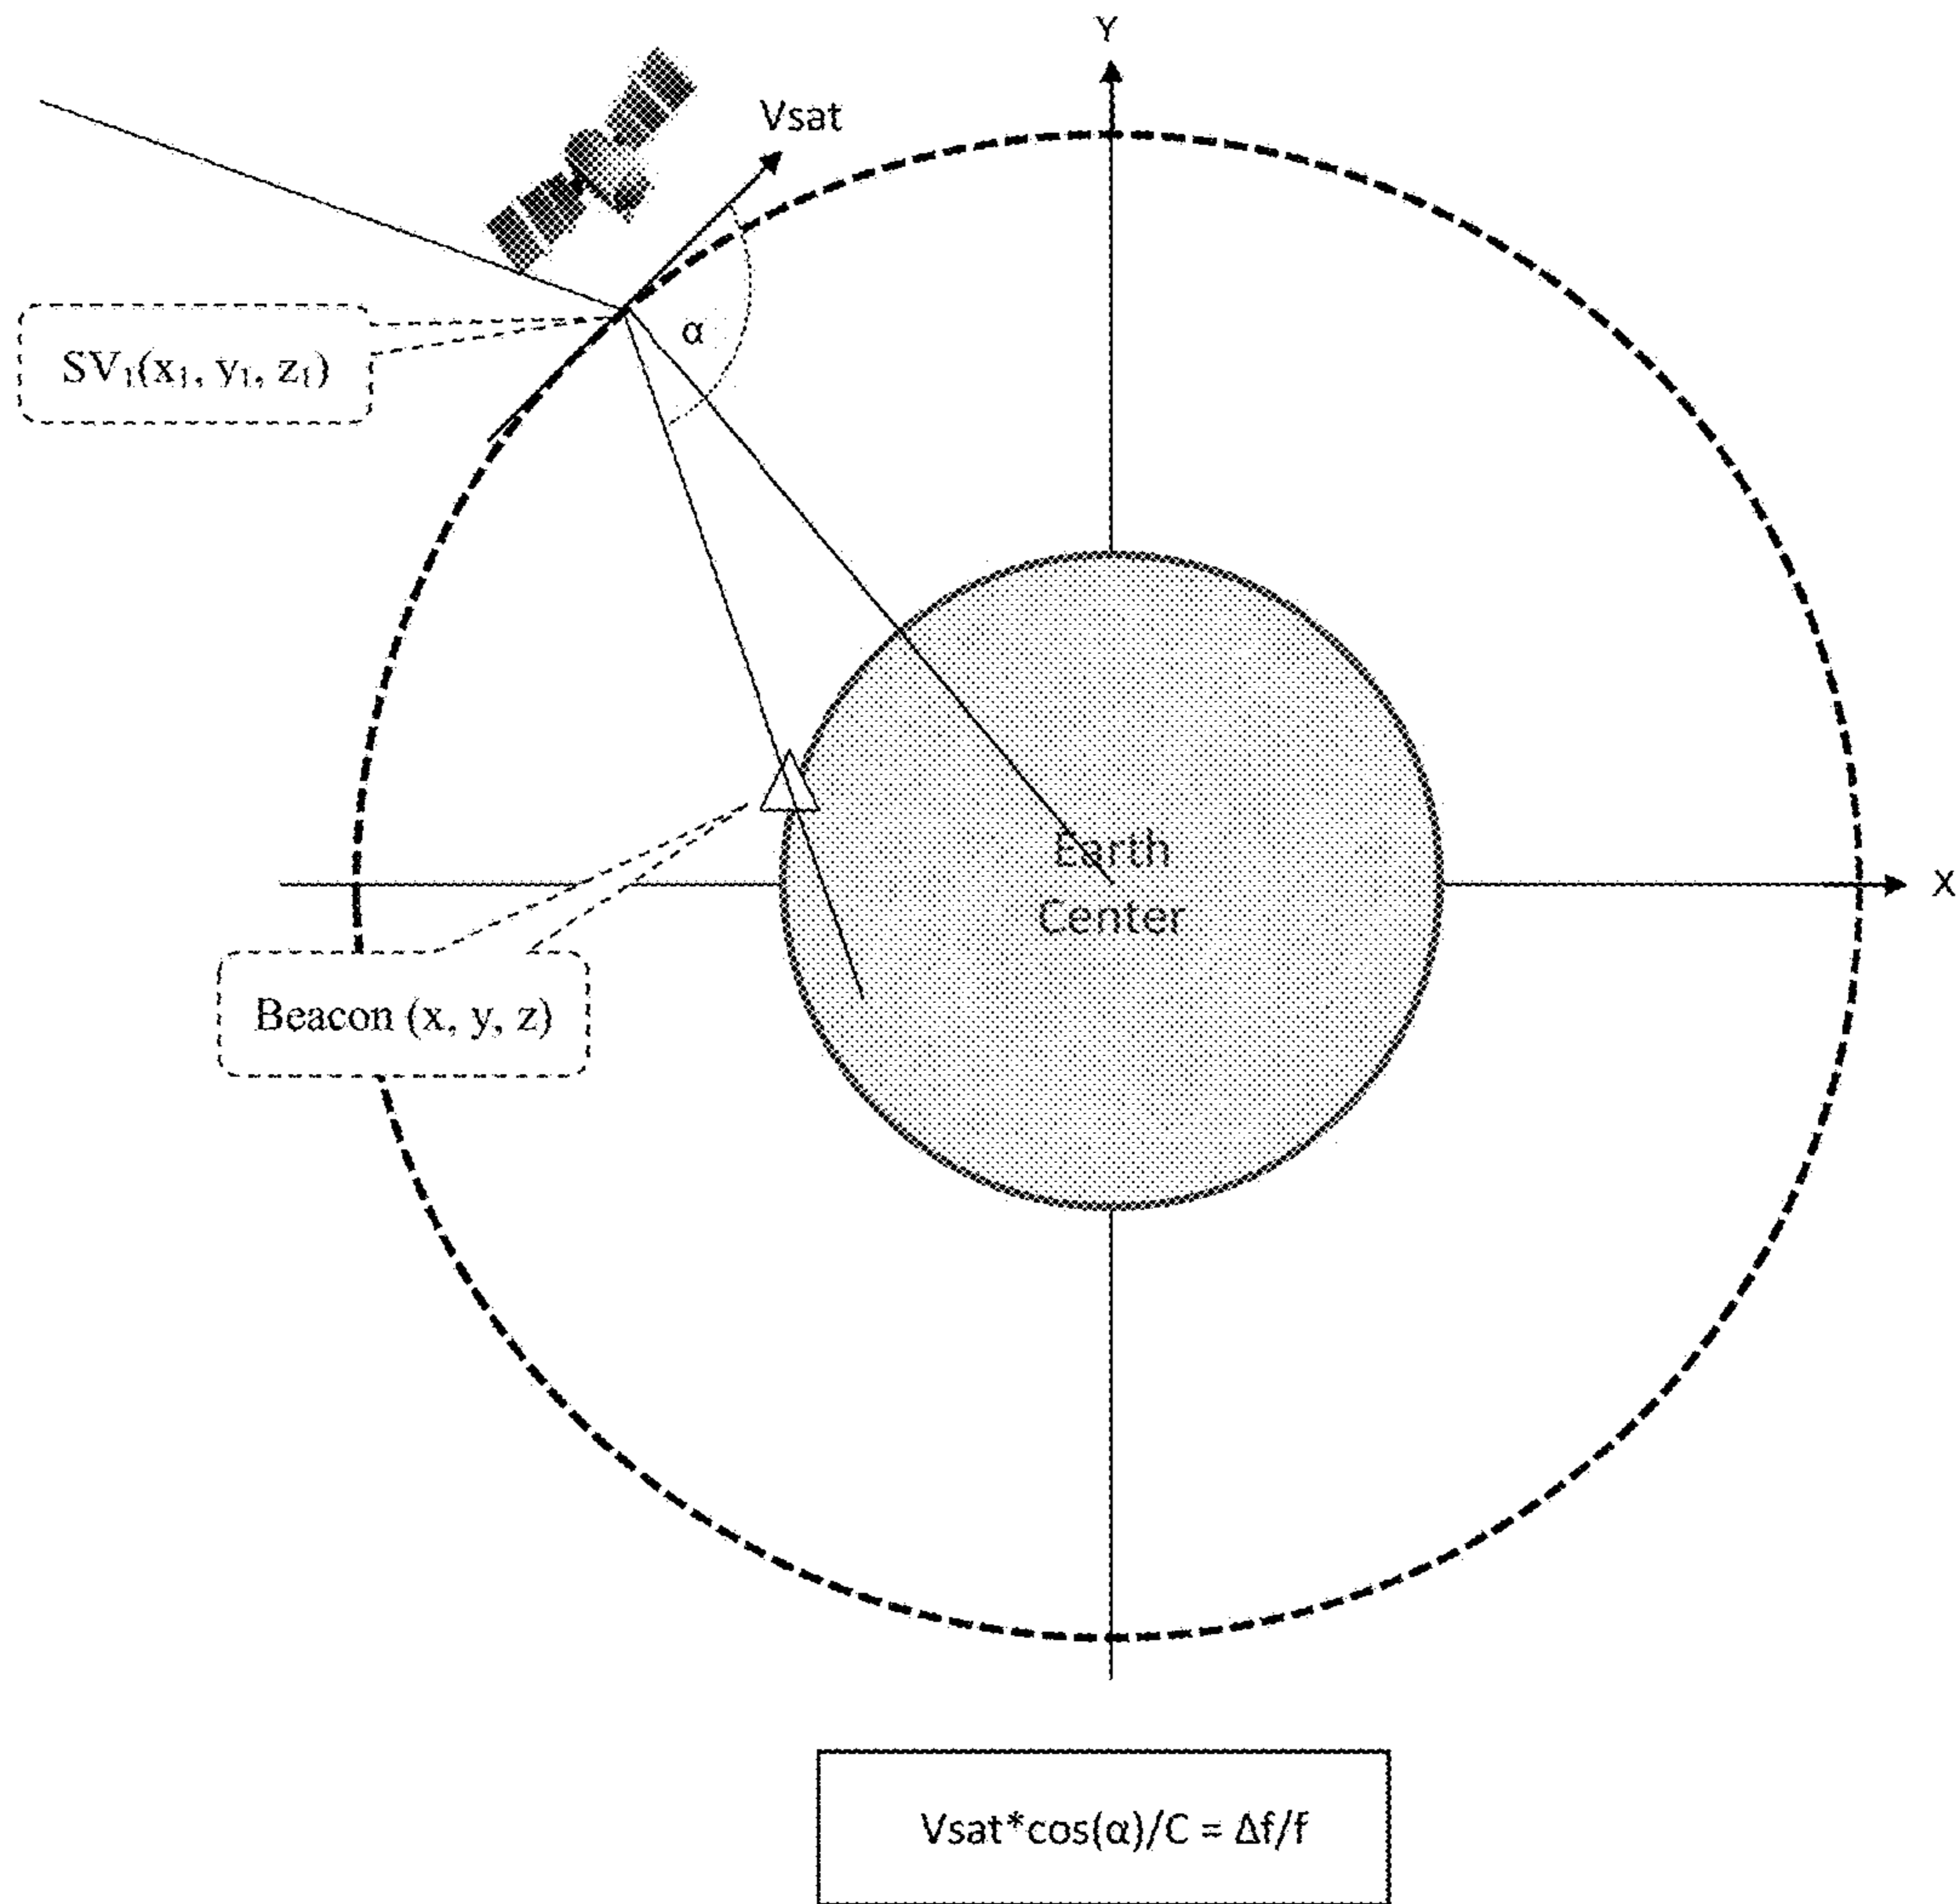 Y
Vsat
α
SV₁(x₁, y₁, z₁)
Earth
Center
X
Beacon (x, y, z)
Vsat*cos(α)/C = Δf/f